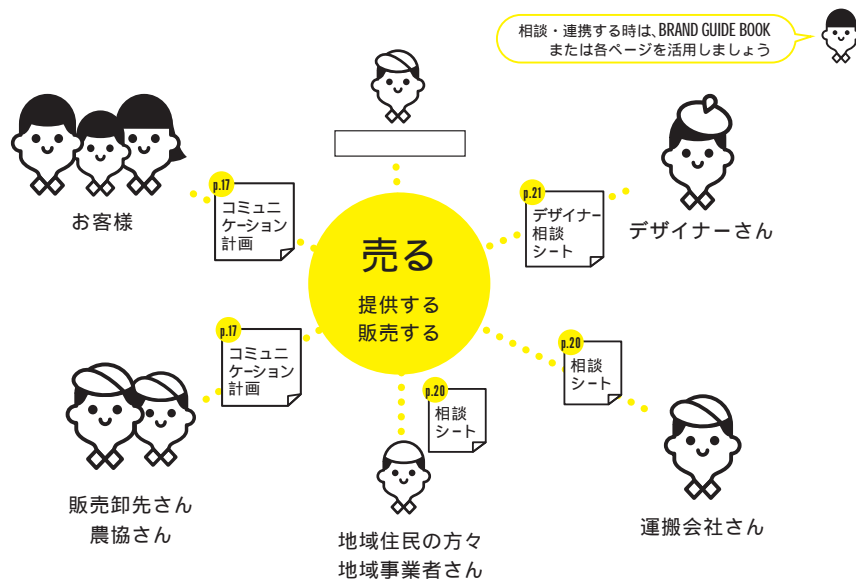 相談・連携する時は、BRAND GUIDE BOOK
または各ページを活用しましょう
お客様
p.17
コミュニ
ケーション
計画
p.21
デザイナー
相談
シート
デザイナーさん
売る
提供する
販売する
p.17
コミュニ
ケーション
計画
販売卸先さん
農協さん
p.20
相談
シート
地域住民の方々
地域事業者さん
p.20
相談
シート
運搬会社さん